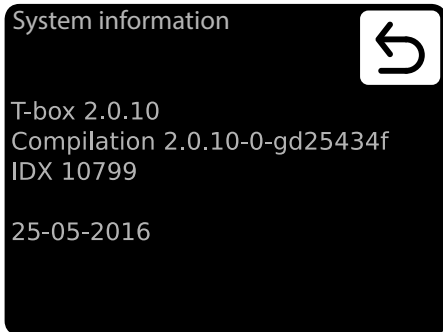 System information
T-box 2.0.10
Compilation 2.0.10-0-gd25434f
IDX 10799
25-05-2016